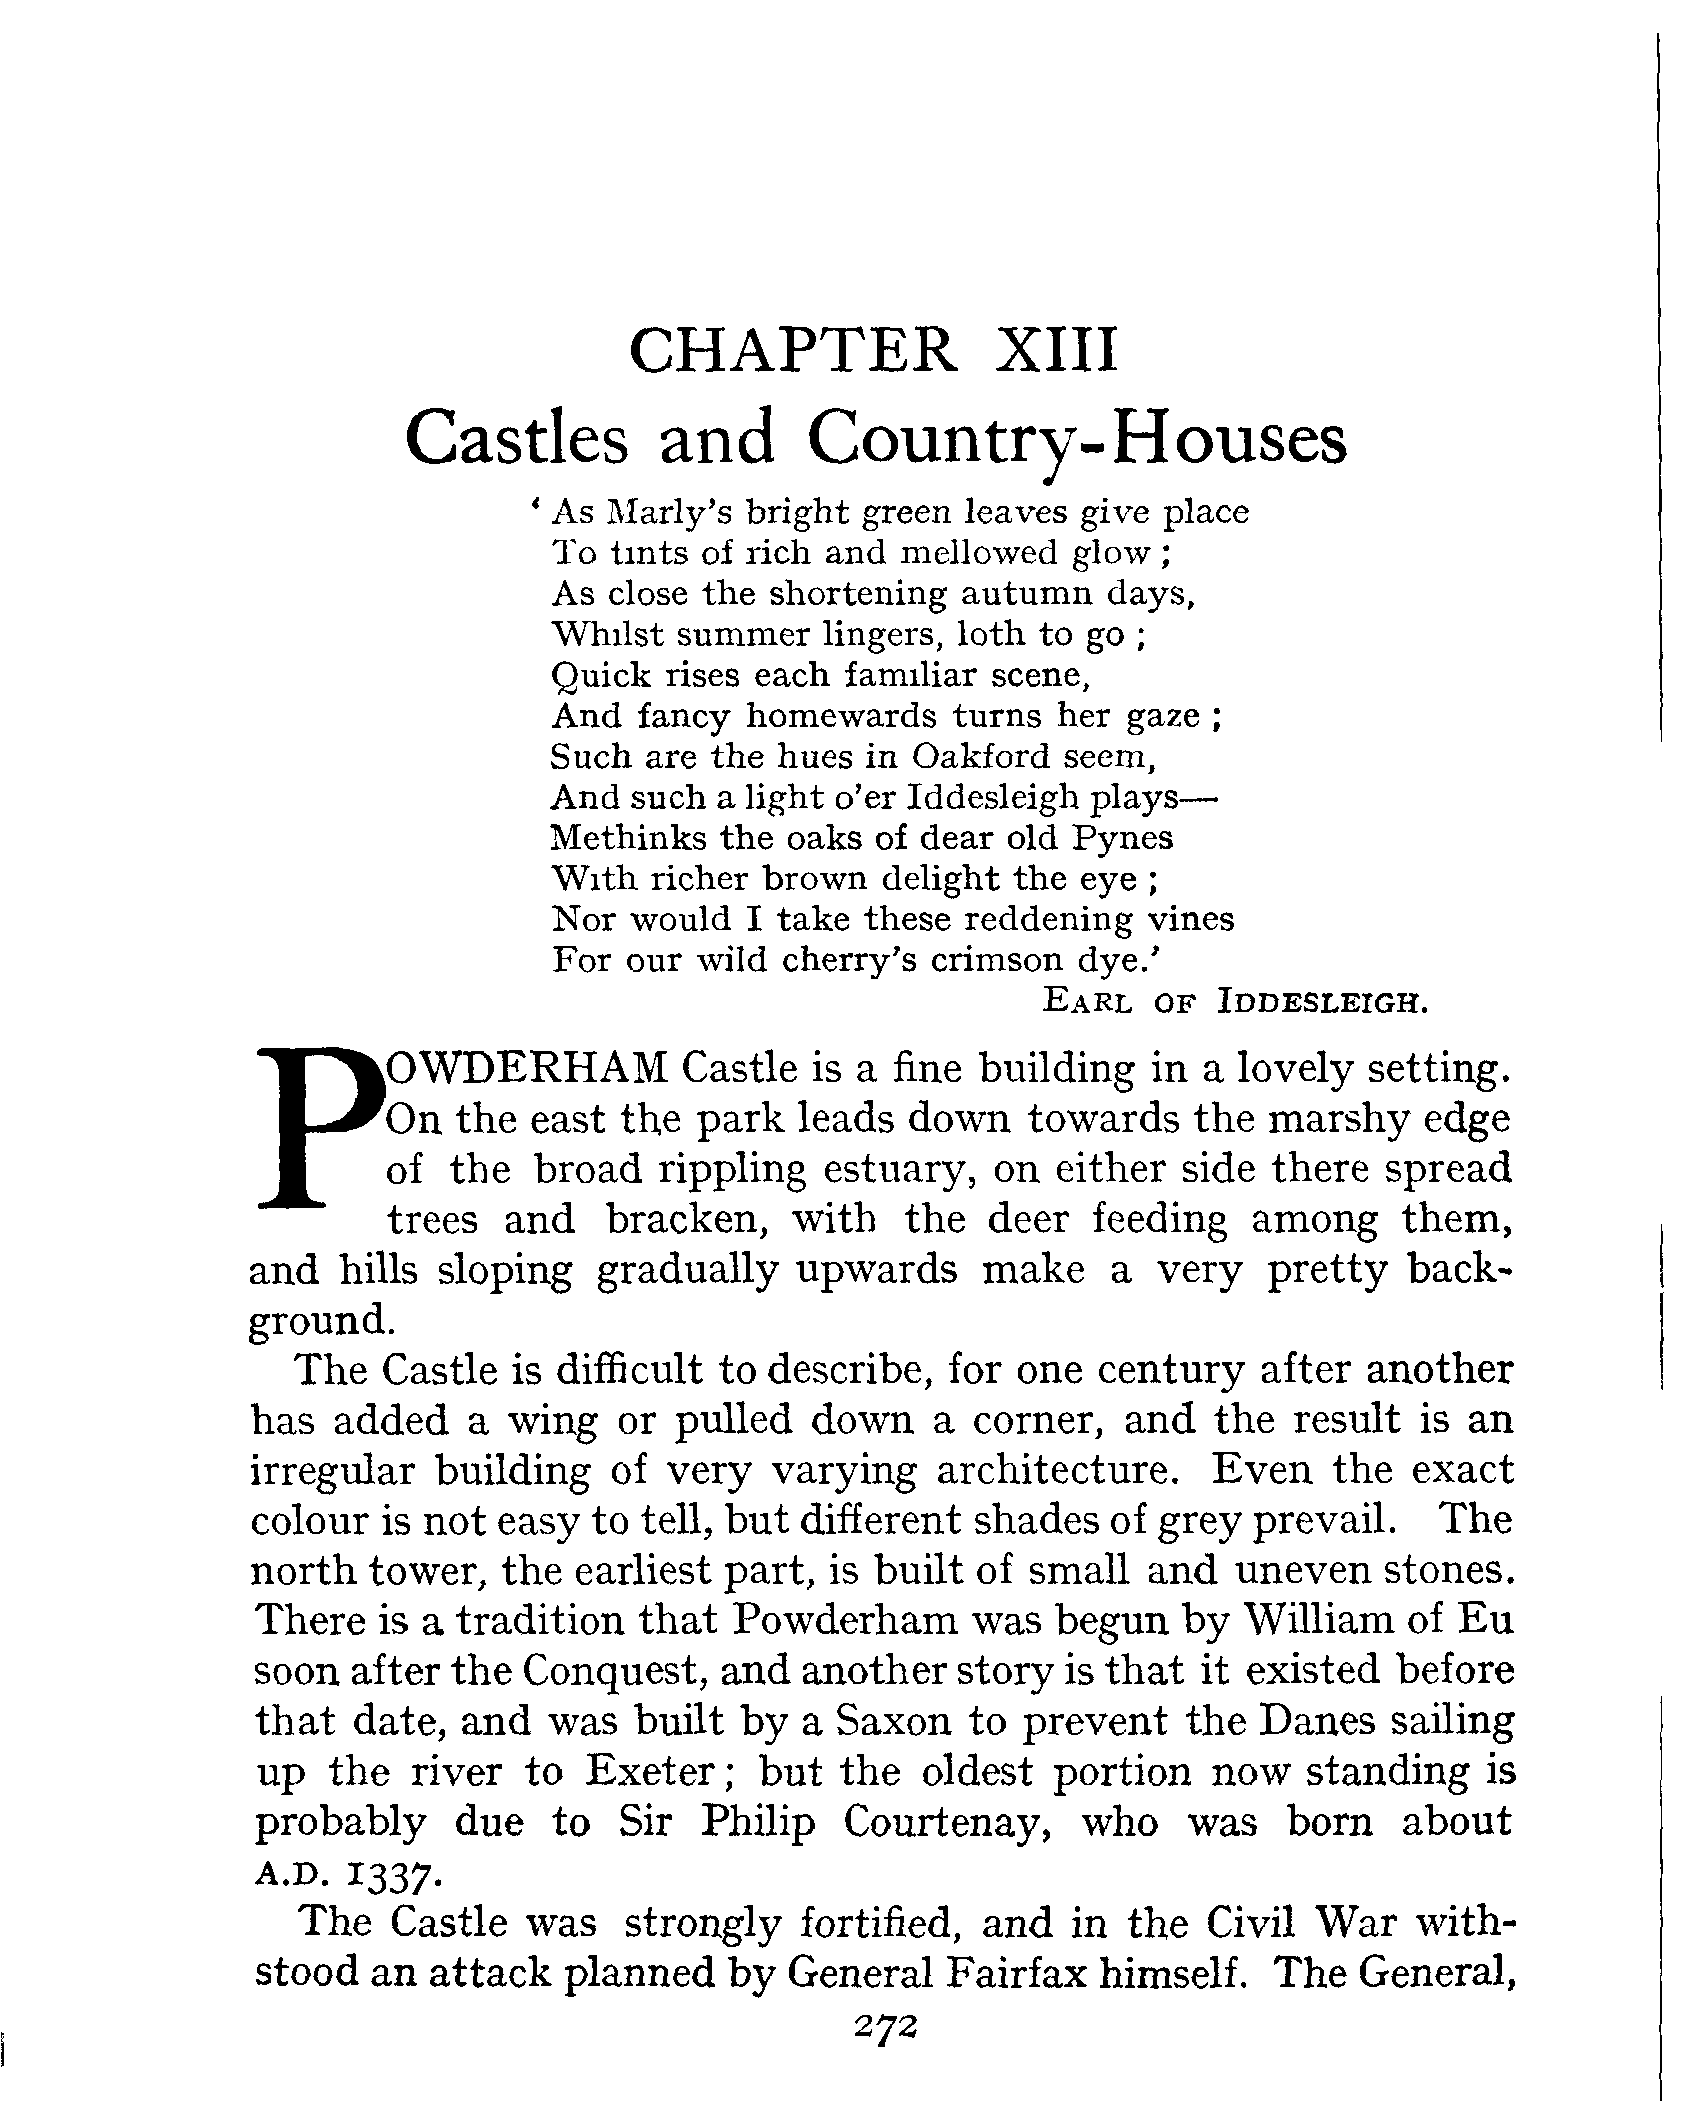 CHAPTER XIII
Castles and Country-Houses
‘ As Marly’s bright green leaves give place
To tints of rich and mellowed glow ;
As close the shortening autumn days,
Whilst summer lingers, loth to go ;
Quick rises each familiar scene,
And fancy homewards turns her gaze ;
Such are the hues in Oakford seem,
And such a light o’er Iddesleigh plays—
Methinks the oaks of dear old Pynes
With richer brown delight the eye ;
Nor would I take these reddening vines
For our wild cherry’s crimson dye.’
EARL OF IDDESLEIGH.
POWDERHAM Castle is a fine building in a lovely setting.
On the east the park leads down towards the marshy edge
of the broad rippling estuary, on either side there spread
trees and bracken, with the deer feeding among them,
and hills sloping gradually upwards make a very pretty back-
ground.
The Castle is difficult to describe, for one century after another
has added a wing or pulled down a corner, and the result is an
irregular building of very varying architecture. Even the exact
colour is not easy to tell, but different shades of grey prevail. The
north tower, the earliest part, is built of small and uneven stones.
There is a tradition that Powderham was begun by William of Eu
soon after the Conquest, and another story is that it existed before
that date, and was built by a Saxon to prevent the Danes sailing
up the river to Exeter ; but the oldest portion now standing is
probably due to Sir Philip Courtenay, who was born about
A.D. 1337.
The Castle was strongly fortified, and in the Civil War with-
stood an attack planned by General Fairfax himself. The General,
272